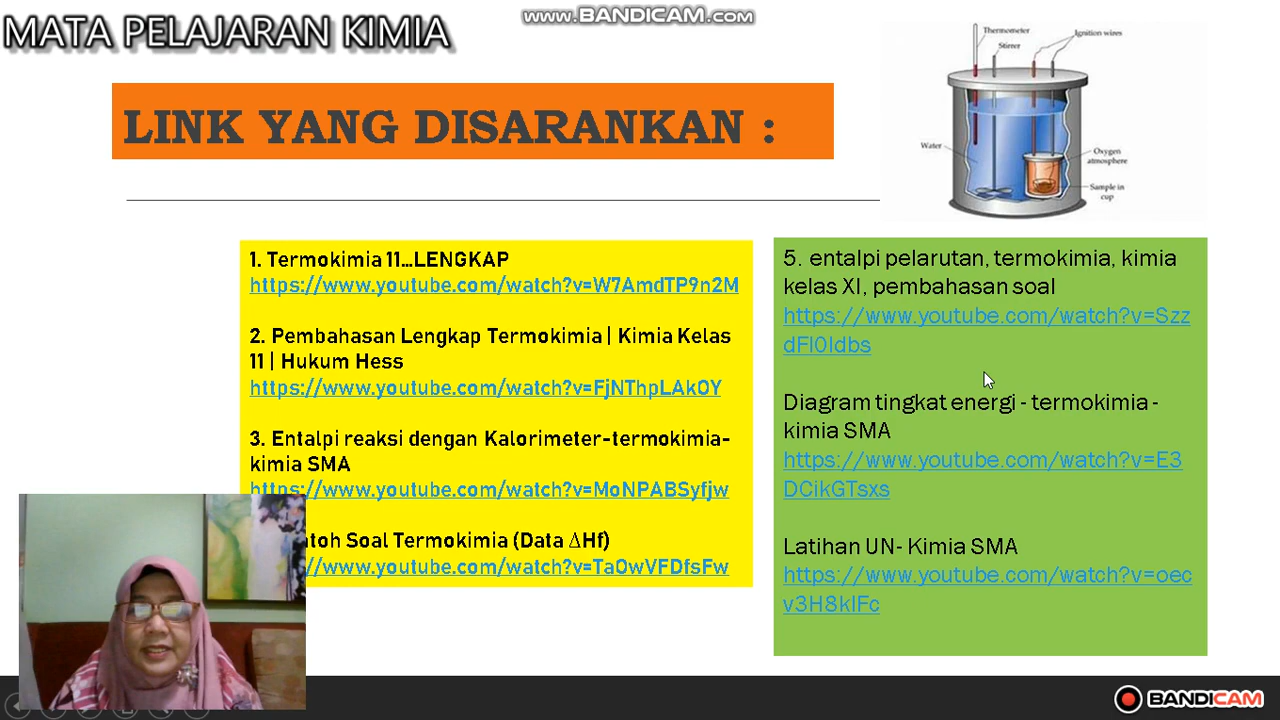 www.BANDICAM.com
MATA PELAJARAN KIMIA
LINK YANG DISARANKAN :
Thermometer
Stirrer
Ignition wires
Water
Oxygen
atmosphere
Sample in
cup
1. Termokimia 11...LENGKAP
https://www.youtube.com/watch?v=W7AmdTP9n2M
2. Pembahasan Lengkap Termokimia | Kimia Kelas
11 | Hukum Hess
https://www.youtube.com/watch?v=FjNThpLAkOY
3. Entalpi reaksi dengan Kalorimeter-termokimia-
kimia SMA
https://www.youtube.com/watch?v=MoNPABSyfjw
toh Soal Termokimia (Data ∆Hf)
//www.youtube.com/watch?v=TaOwVFDfsFw
5. entalpi pelarutan, termokimia, kimia
kelas XI, pembahasan soal
https://www.youtube.com/watch?v=Szz
dFI0Idbs
Diagram tingkat energi - termokimia -
kimia SMA
https://www.youtube.com/watch?v=E3
DCikGTsxs
Latihan UN- Kimia SMA
https://www.youtube.com/watch?v=oec
v3H8kIFc
BANDICAM